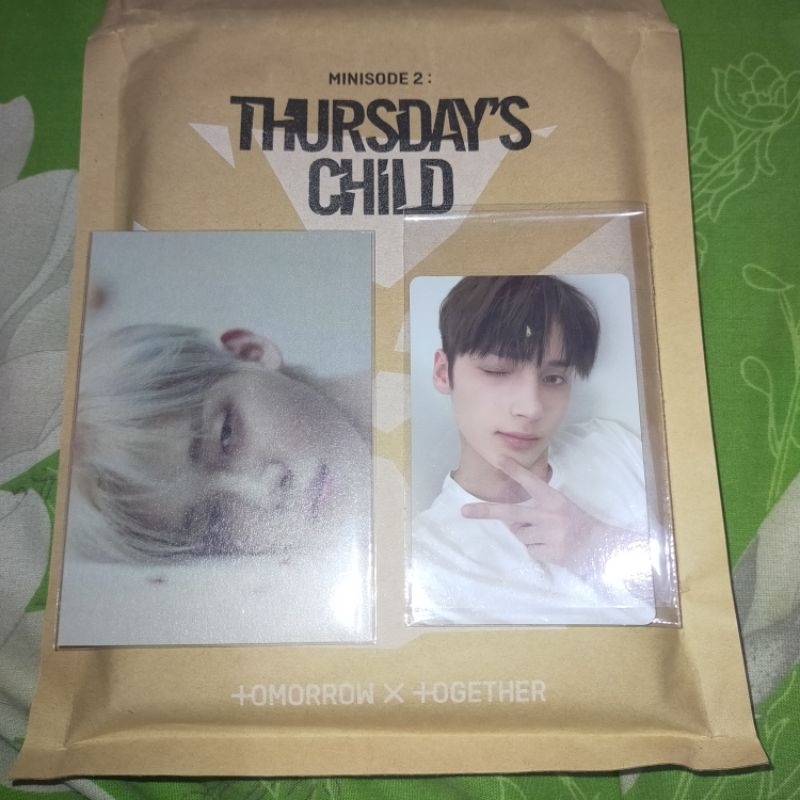 MINISODE 2 :
THURSDAY'S
CHILD
TOMORROW X TOGETHER